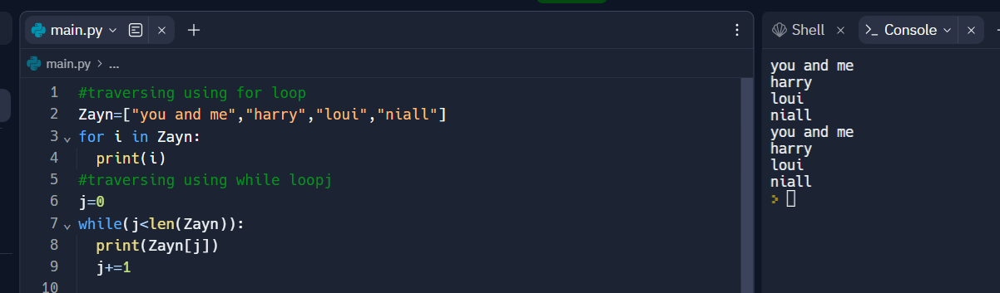 main.py
main.py > ...
1 #traversing using for loop
2 Zayn=["you and me","harry","loui","niall"]
3 for i in Zayn:
4 print(i)
5 #traversing using while loopj
6 j=0
7 while(j<len(Zayn)):
8 print(Zayn[j])
9 j+=1
10
Shell
>_ Console
you and me
harry
loui
niall
you and me
harry
loui
niall
>